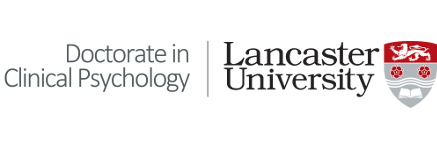 Doctorate in
Clinical Psychology
Lancaster
University